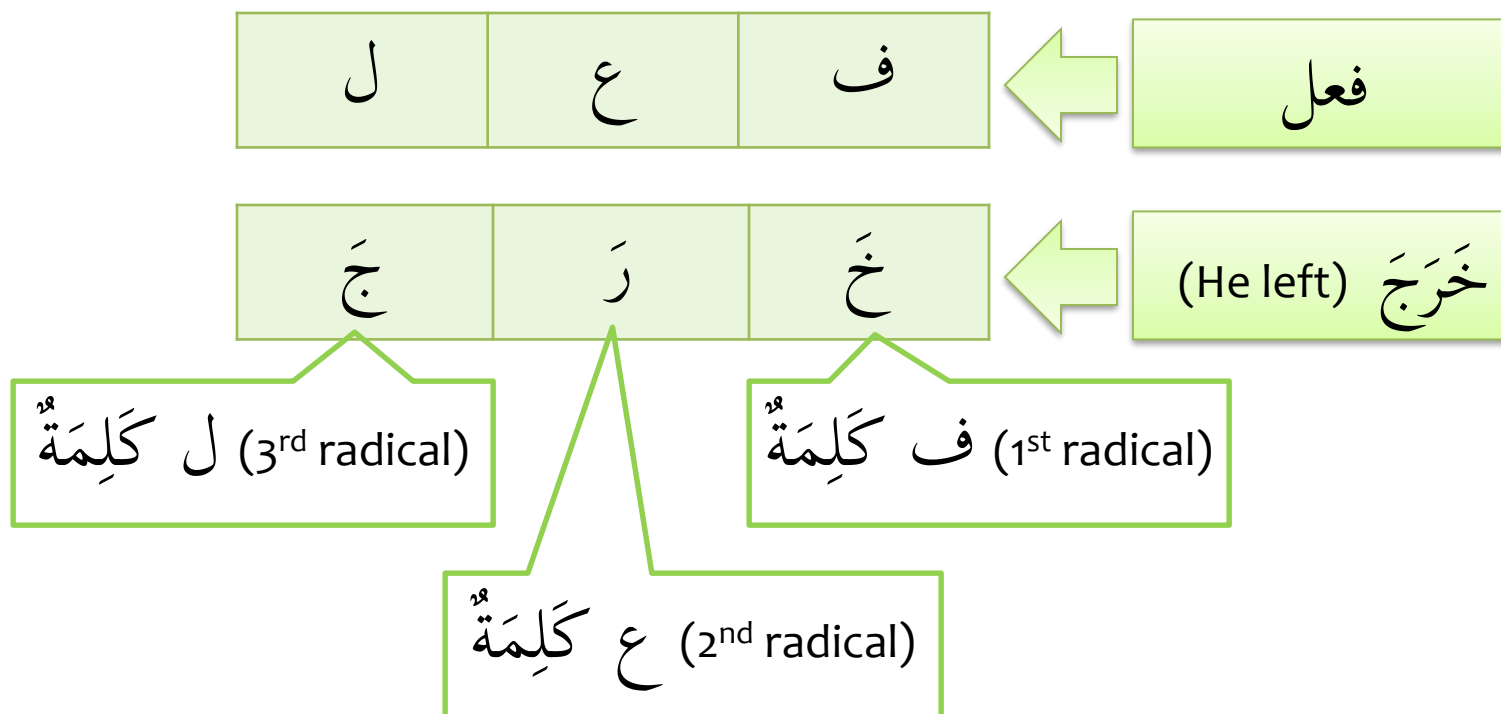 فعل
ف ع ل
خَرَجَ (He left)
خَ رَ جَ
ف كَلِمَةٌ (1st radical)
ل كَلِمَةٌ (3rd radical)
ع كَلِمَةٌ (2nd radical)